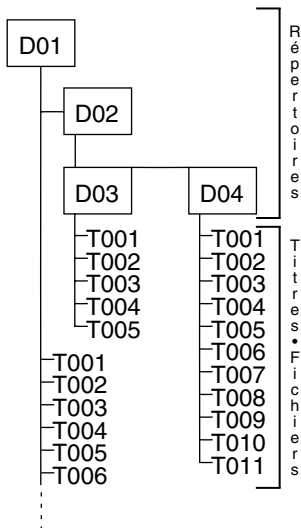 D01
D02
D03
D04
T001
T002
T003
T004
T005
T001
T002
T003
T004
T005
T006
T007
T008
T009
T010
T011
T001
T002
T003
T004
T005
T006
Répertoires
Titres•Fichiers